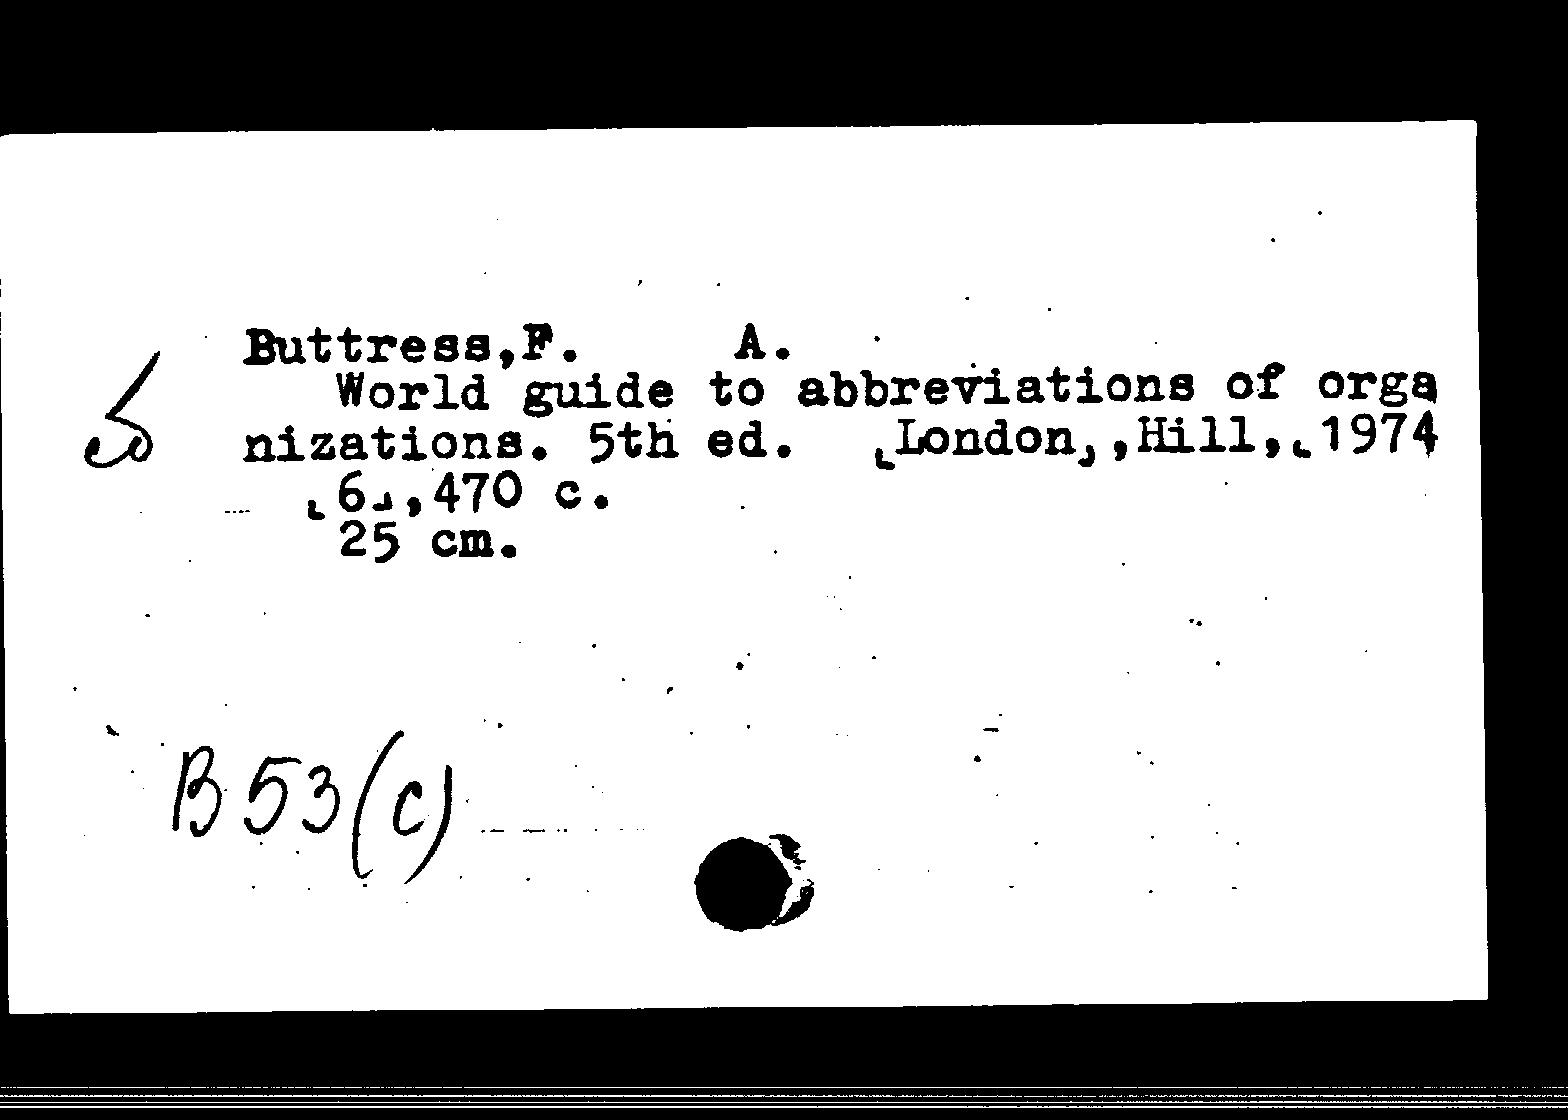 Buttress,F. A.
World guide to abbreviations of orga
nizations. 5th ed. [London],Hill,[1974
[6],470 c.
25 cm.
B53(c)